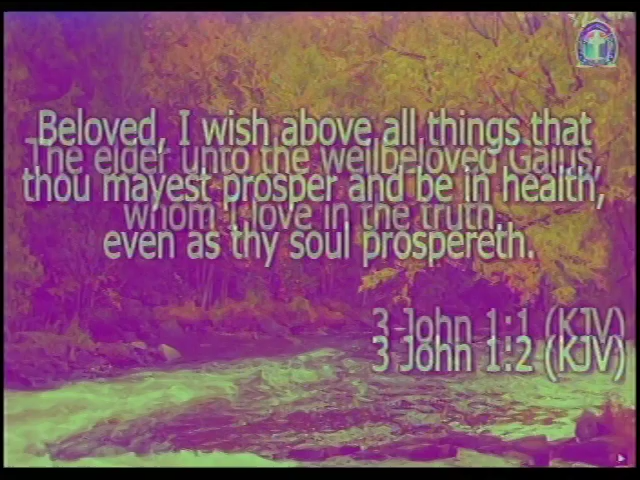 Beloved, I wish above all things that
The elder unto the wellbeloved Gaius,
thou mayest prosper and be in health,
whom I love in the truth.
even as thy soul prospereth.
3 John 1:1 (KJV)
3 John 1:2 (KJV)